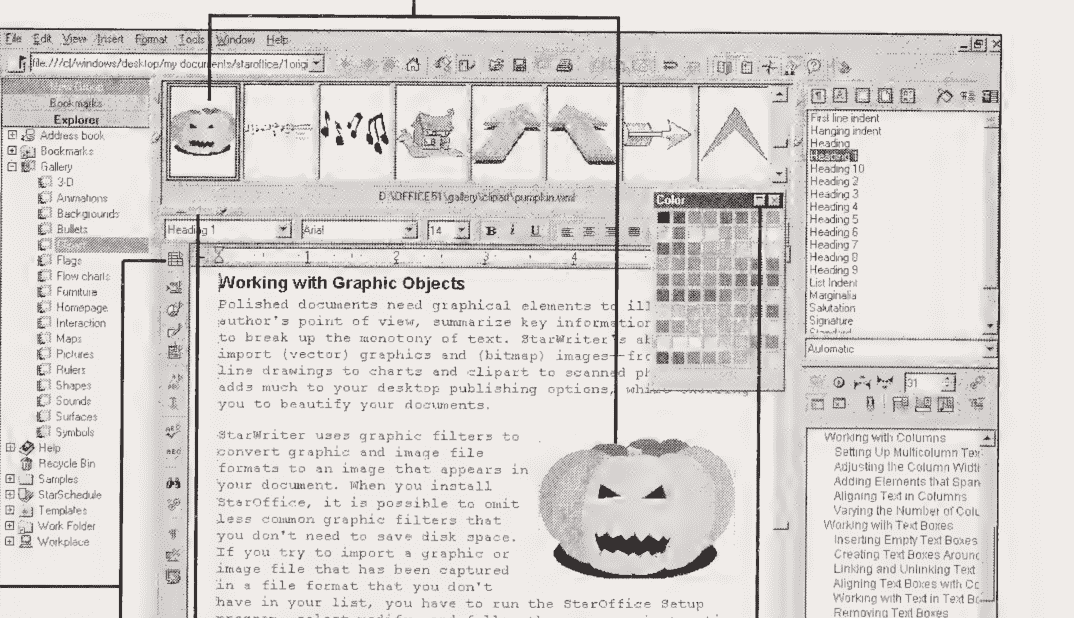 File Edit View Insert Format Tools Window Help
file:///c|/windows/desktop/my documents/staroffice/1origi
New Group
Bookmarks
Explorer
Address book
Bookmarks
Gallery
3-D
Animations
Backgrounds
Bullets
Flags
Flow charts
Furniture
Homepage
Interaction
Maps
Pictures
Rulers
Shapes
Sounds
Surfaces
Symbols
Help
Recycle Bin
Samples
StarSchedule
Templates
Work Folder
Workplace
D:\OFFICE51\gallery\clipart\pumpkin.wmf
Heading 1 Arial 14 B i U
1 2 3 4
Working with Graphic Objects
Polished documents need graphical elements to ill
author's point of view, summarize key information
to break up the monotony of text. StarWriter's ab
import (vector) graphics and (bitmap) images--fro
line drawings to charts and clipart to scanned ph
adds much to your desktop publishing options,
you to beautify your documents.
StarWriter uses graphic filters to
convert graphic and image file
formats to an image that appears in
your document. When you install
StarOffice, it is possible to omit
less common graphic filters that
you don't need to save disk space.
If you try to import a graphic or
image file that has been captured
in a file format that you don't
have in your list, you have to run the StarOffice Setup
Color
First line indent
Hanging indent
Heading
Heading 1
Heading 10
Heading 2
Heading 3
Heading 4
Heading 5
Heading 6
Heading 7
Heading 8
Heading 9
List Indent
Marginalia
Salutation
Signature
Standard
Automatic
31
Working with Columns
Setting Up Multicolumn Tex
Adjusting the Column Width
Adding Elements that Span
Aligning Text in Columns
Varying the Number of Colu
Working with Text Boxes
Inserting Empty Text Boxes
Creating Text Boxes Around
Linking and Unlinking Text
Aligning Text Boxes with Co
Working with Text in Text Bo
Removing Text Boxes